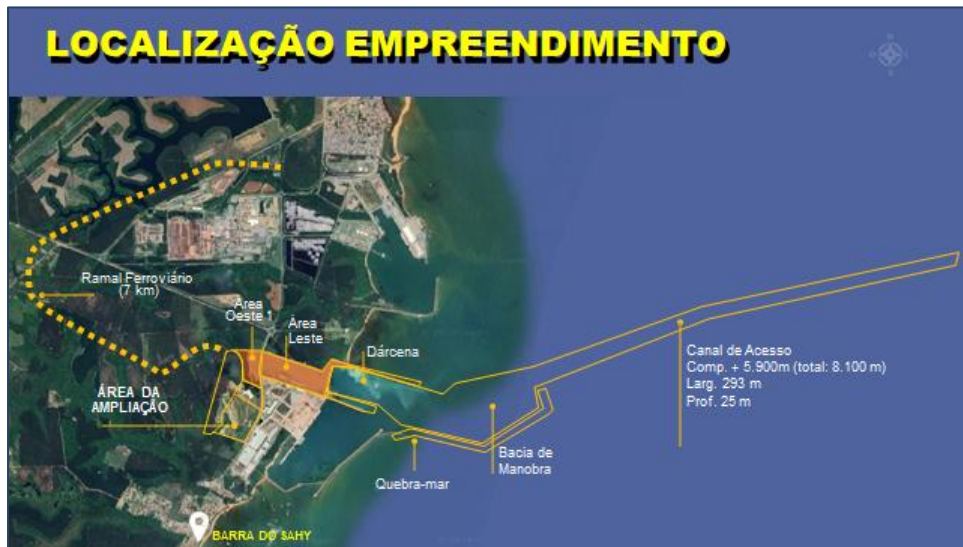 LOCALIZAÇÃO EMPREENDIMENTO
Ramal Ferroviário
(7 km)
Área
Oeste 1
Área
Leste
Dárcena
ÁREA DA
AMPLIAÇÃO
Canal de Acesso
Comp. + 5.900m (total: 8.100 m)
Larg. 293 m
Prof. 25 m
Bacia de
Manobra
Quebra-mar
BARRA DO SAHY